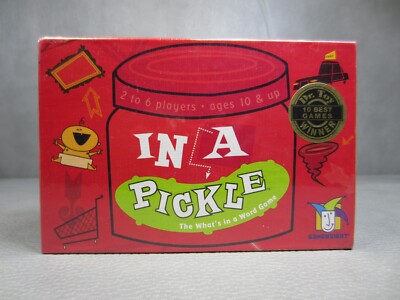 2 to 6 players • ages 10 & up
Dr. Toy
10 BEST
GAMES
WINNER
IN A
PICKLE
The What's in a Word Game
GAMEWRIGHT